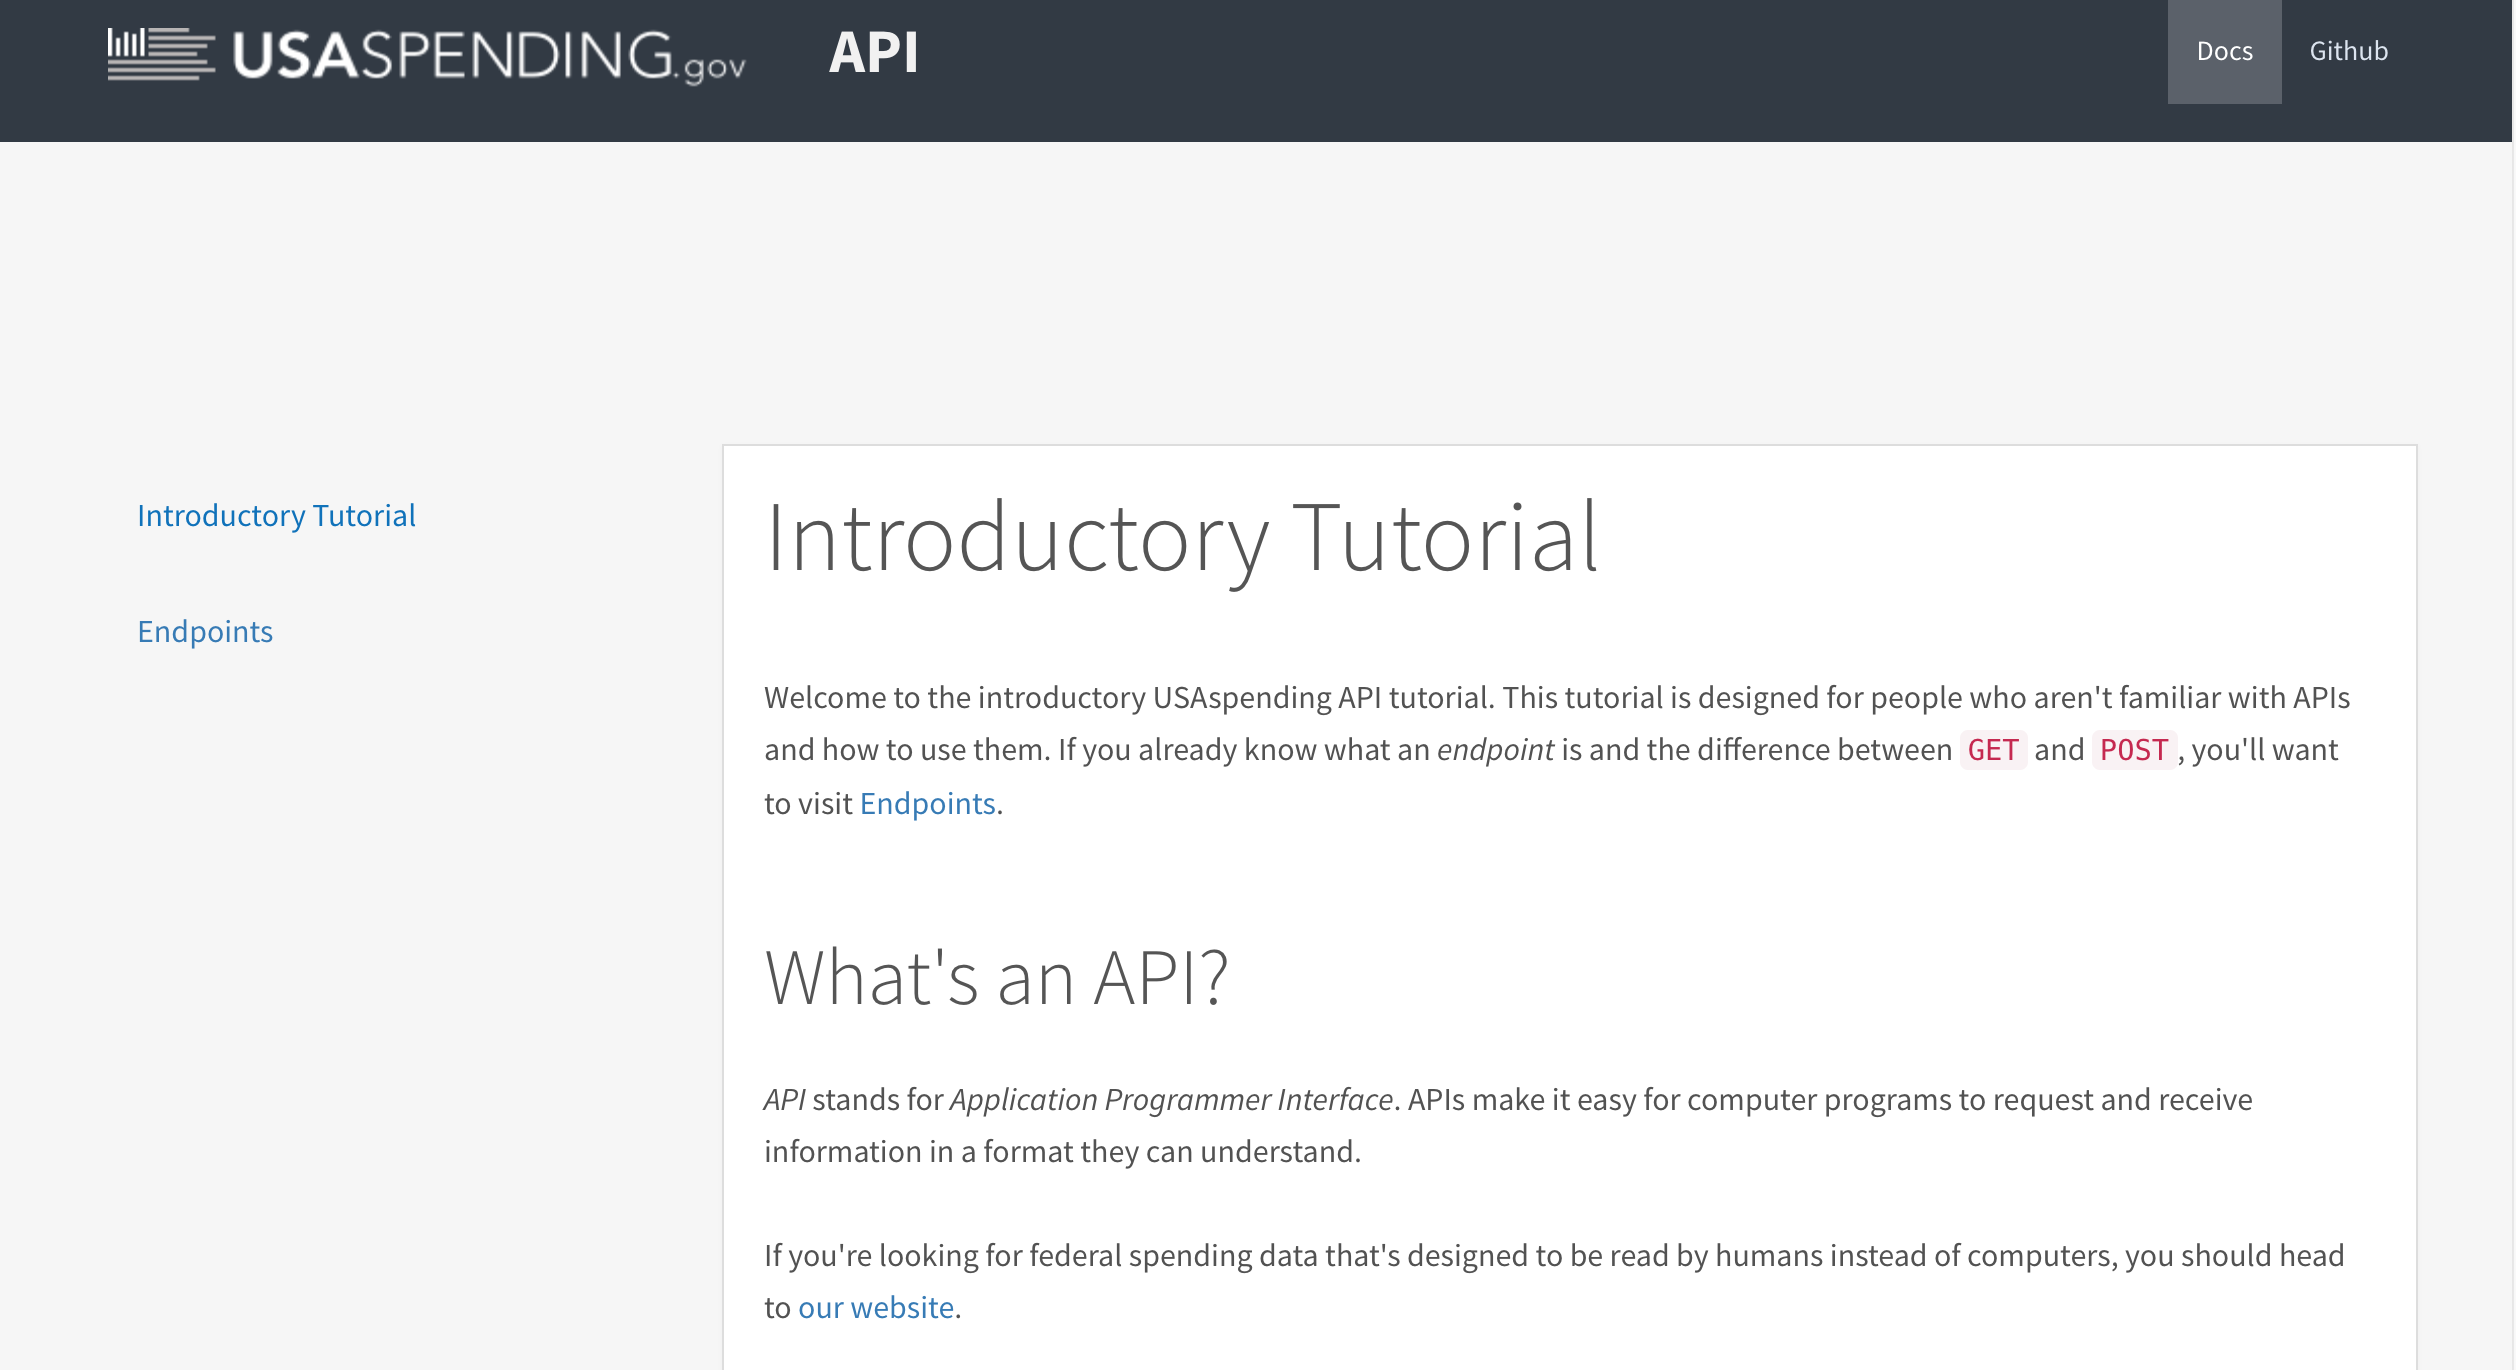 USASPENDING.gov API Docs Github
Introductory Tutorial
Endpoints
Introductory Tutorial
Welcome to the introductory USAspending API tutorial. This tutorial is designed for people who aren't familiar with APIs
and how to use them. If you already know what an endpoint is and the difference between GET and POST, you'll want
to visit Endpoints.
What's an API?
API stands for Application Programmer Interface. APIs make it easy for computer programs to request and receive
information in a format they can understand.
If you're looking for federal spending data that's designed to be read by humans instead of computers, you should head
to our website.